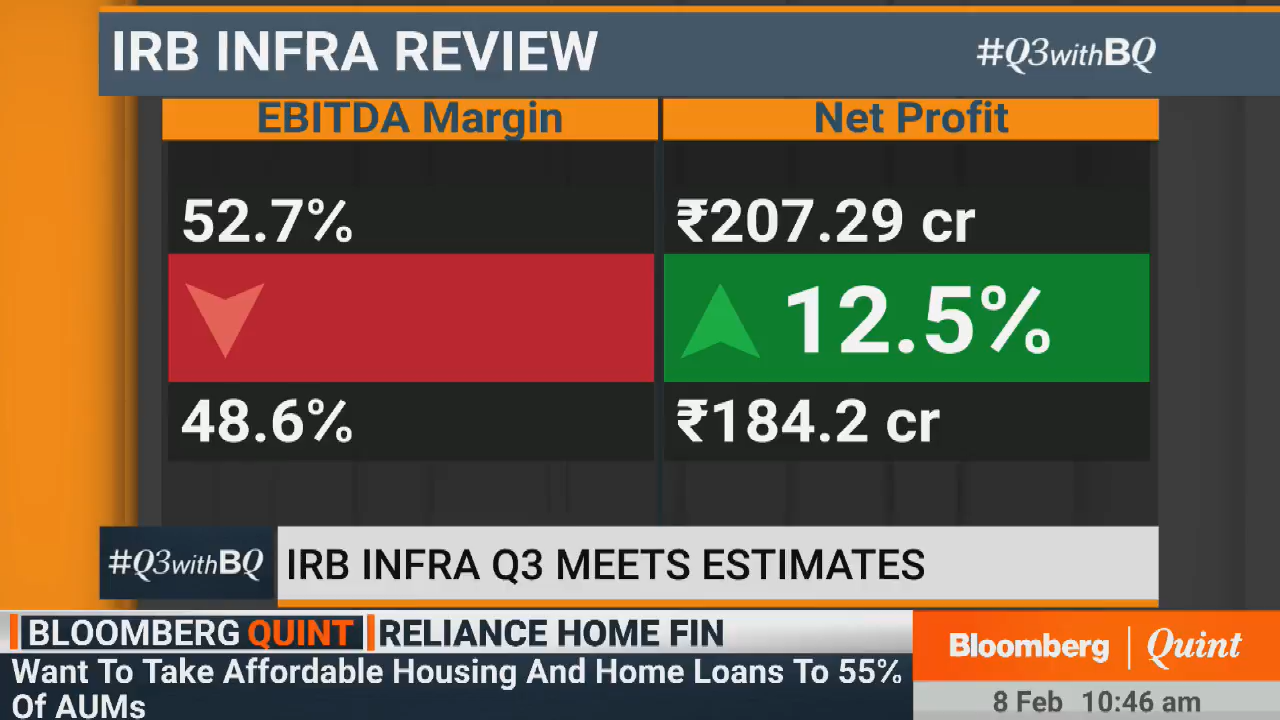 IRB INFRA REVIEW
#Q3withBQ
EBITDA Margin
Net Profit
52.7%
₹207.29 cr
12.5%
48.6%
₹184.2 cr
#Q3withBQ
IRB INFRA Q3 MEETS ESTIMATES
BLOOMBERG QUINT
RELIANCE HOME FIN
Want To Take Affordable Housing And Home Loans To 55%
Of AUMs
Bloomberg | Quint
8 Feb 10:46 am